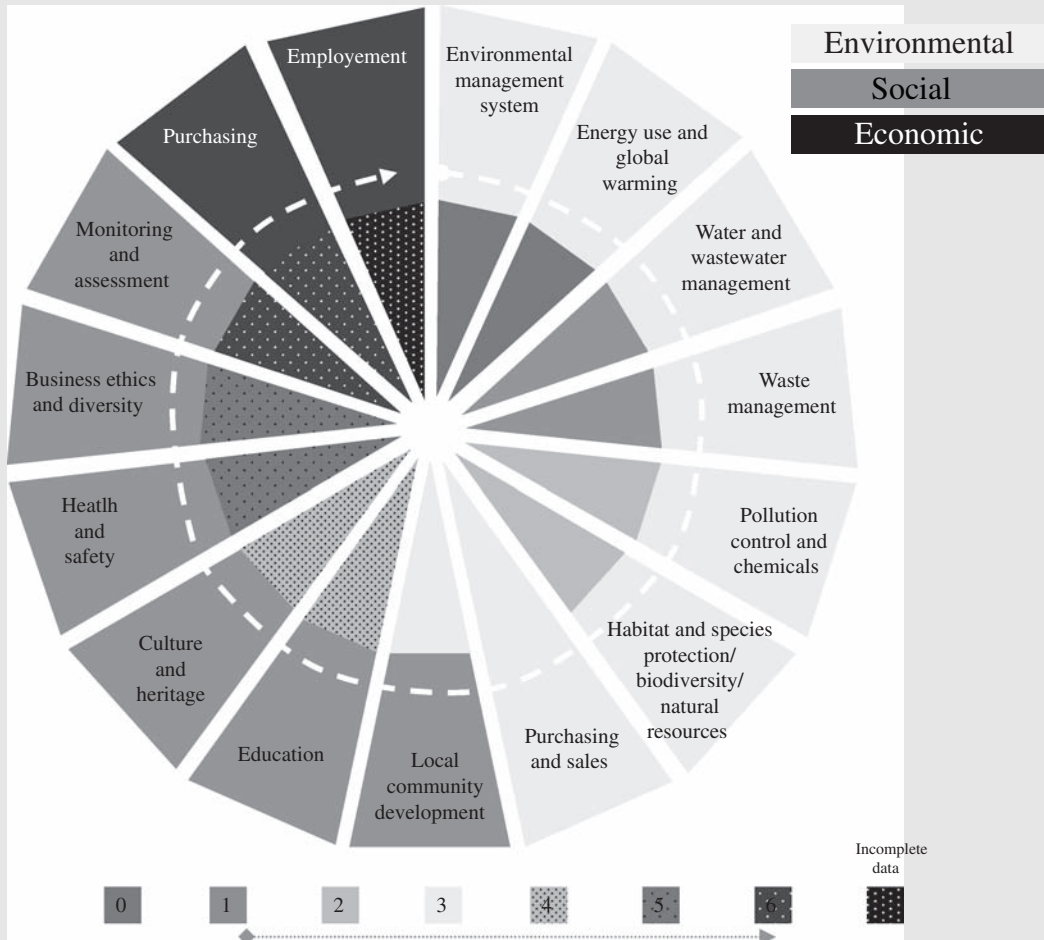 Environmental
Social
Economic
Employement
Environmental
management
system
Purchasing
Energy use and
global
warming
Monitoring
and
assessment
Water and
wastewater
management
Business ethics
and diversity
Waste
management
Heatlh
and
safety
Pollution
control and
chemicals
Culture
and
heritage
Habitat and species
protection/
biodiversity/
natural
resources
Education
Local
community
development
Purchasing
and sales
Incomplete
data
0 1 2 3 4 5 6